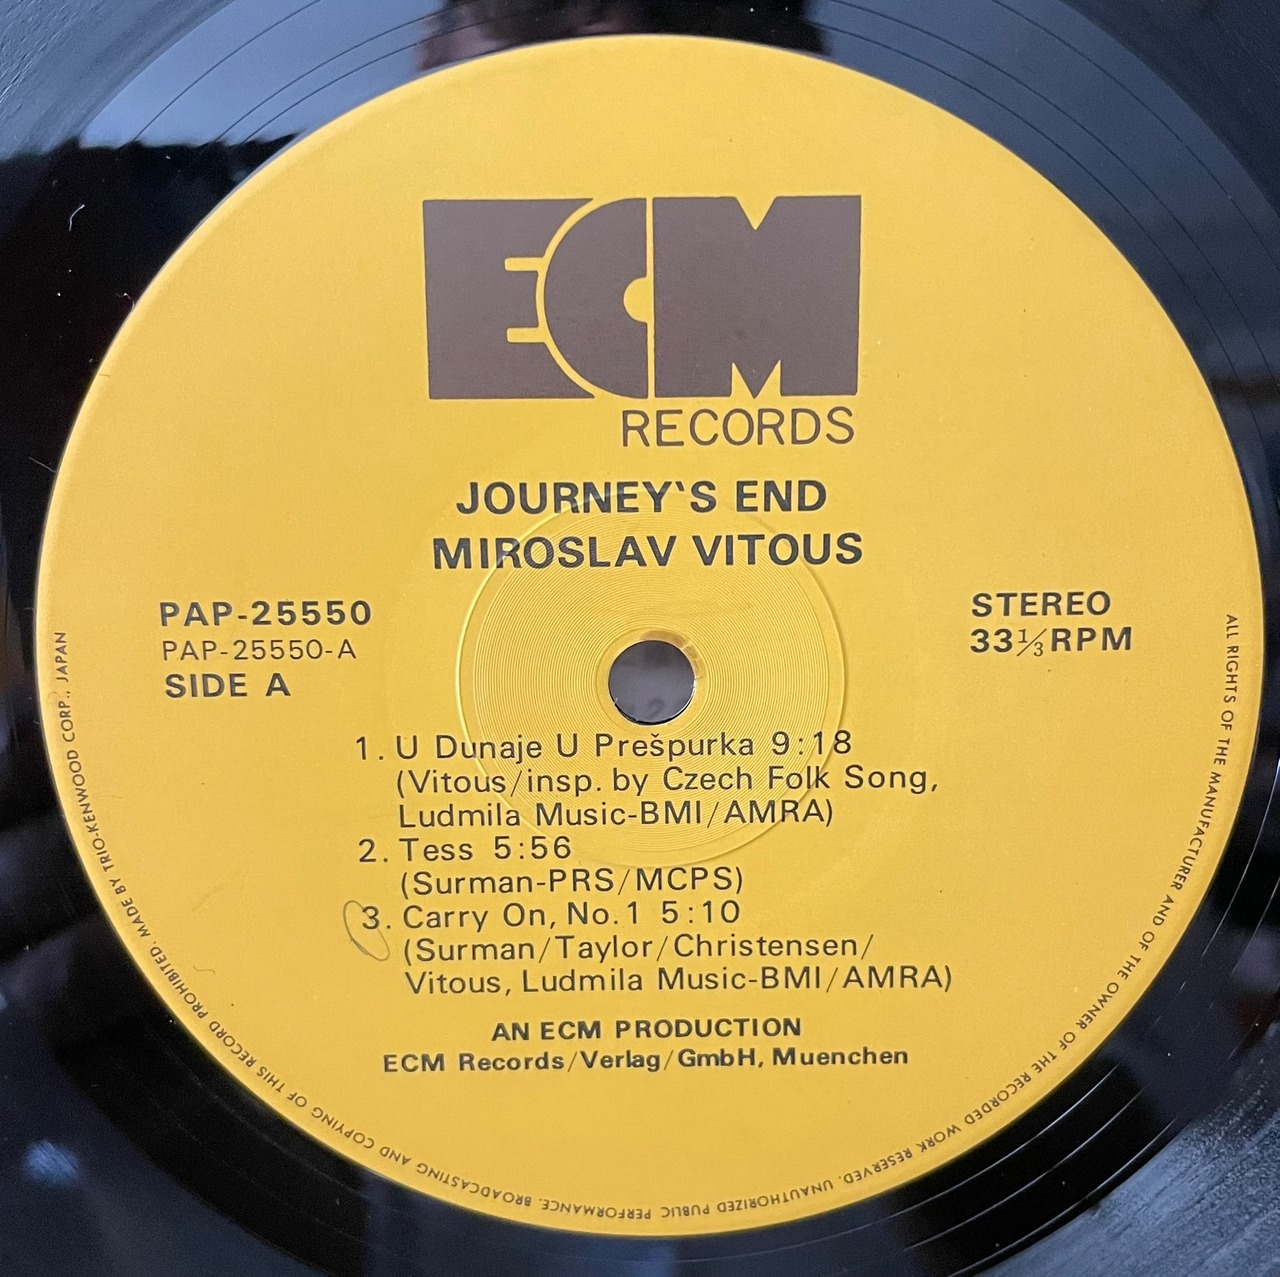 ECM
RECORDS
JOURNEY`S END
MIROSLAV VITOUS
PAP-25550
PAP-25550-A
SIDE A
STEREO
33 1/3 RPM
1. U Dunaje U Prešpurka 9:18
(Vitous/insp. by Czech Folk Song,
Ludmila Music-BMI/AMRA)
2. Tess 5:56
(Surman-PRS/MCPS)
3. Carry On, No.1 5:10
(Surman/Taylor/Christensen/
Vitous, Ludmila Music-BMI/AMRA)
AN ECM PRODUCTION
ECM Records/Verlag/GmbH, Muenchen
ALL RIGHTS OF THE MANUFACTURER AND OF THE OWNER OF THE RECORDED WORK RESERVED. UNAUTHORIZED PUBLIC PERFORMANCE. BROADCASTING AND COPYING OF THIS RECORD PROHIBITED. MADE BY TRIO-KENWOOD CORP., JAPAN